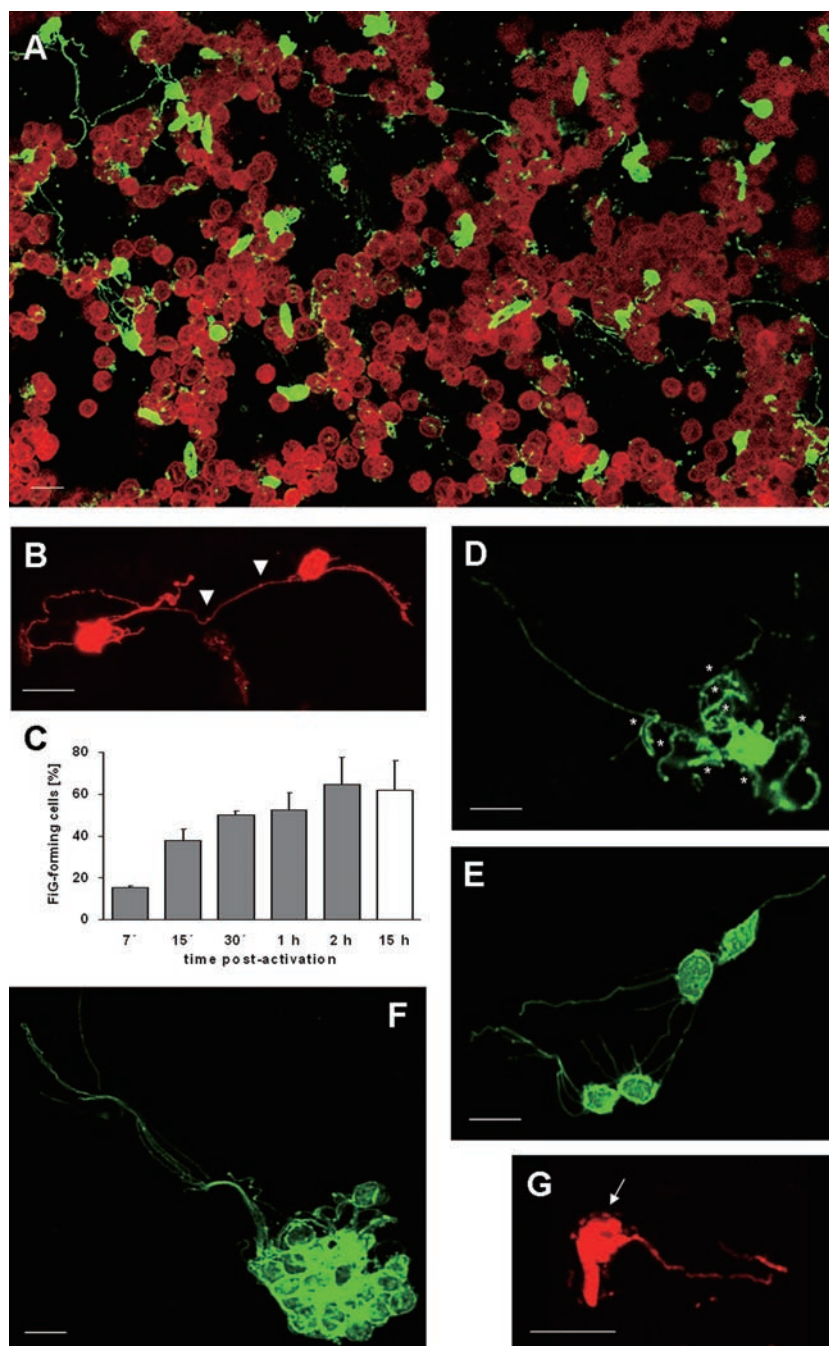 A
B
D
* * * * * * * *
C
FiG-forming cells [%]
80
60
40
20
0
7´ 15´ 30´ 1 h 2 h 15 h
time post-activation
E
F
G